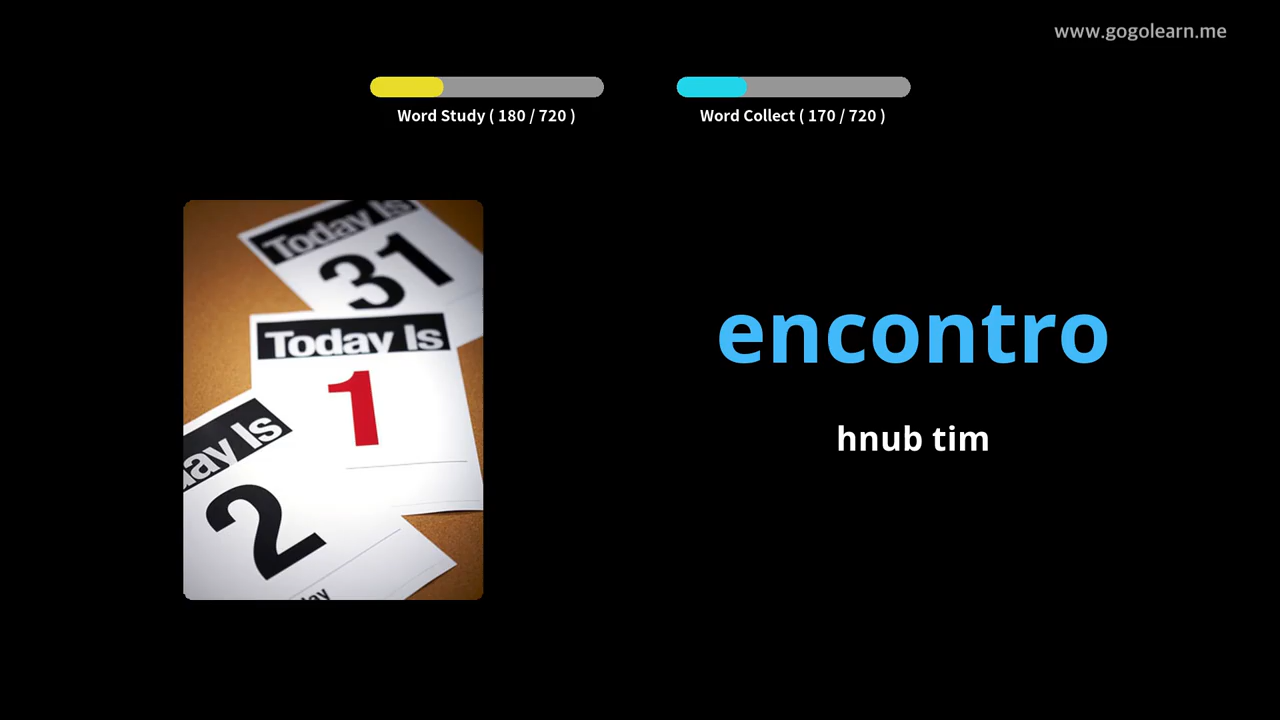 www.gogolearn.me
Word Study ( 180 / 720 )
Word Collect ( 170 / 720 )
Today Is
31
Today Is
1
day Is
2
encontro
hnub tim